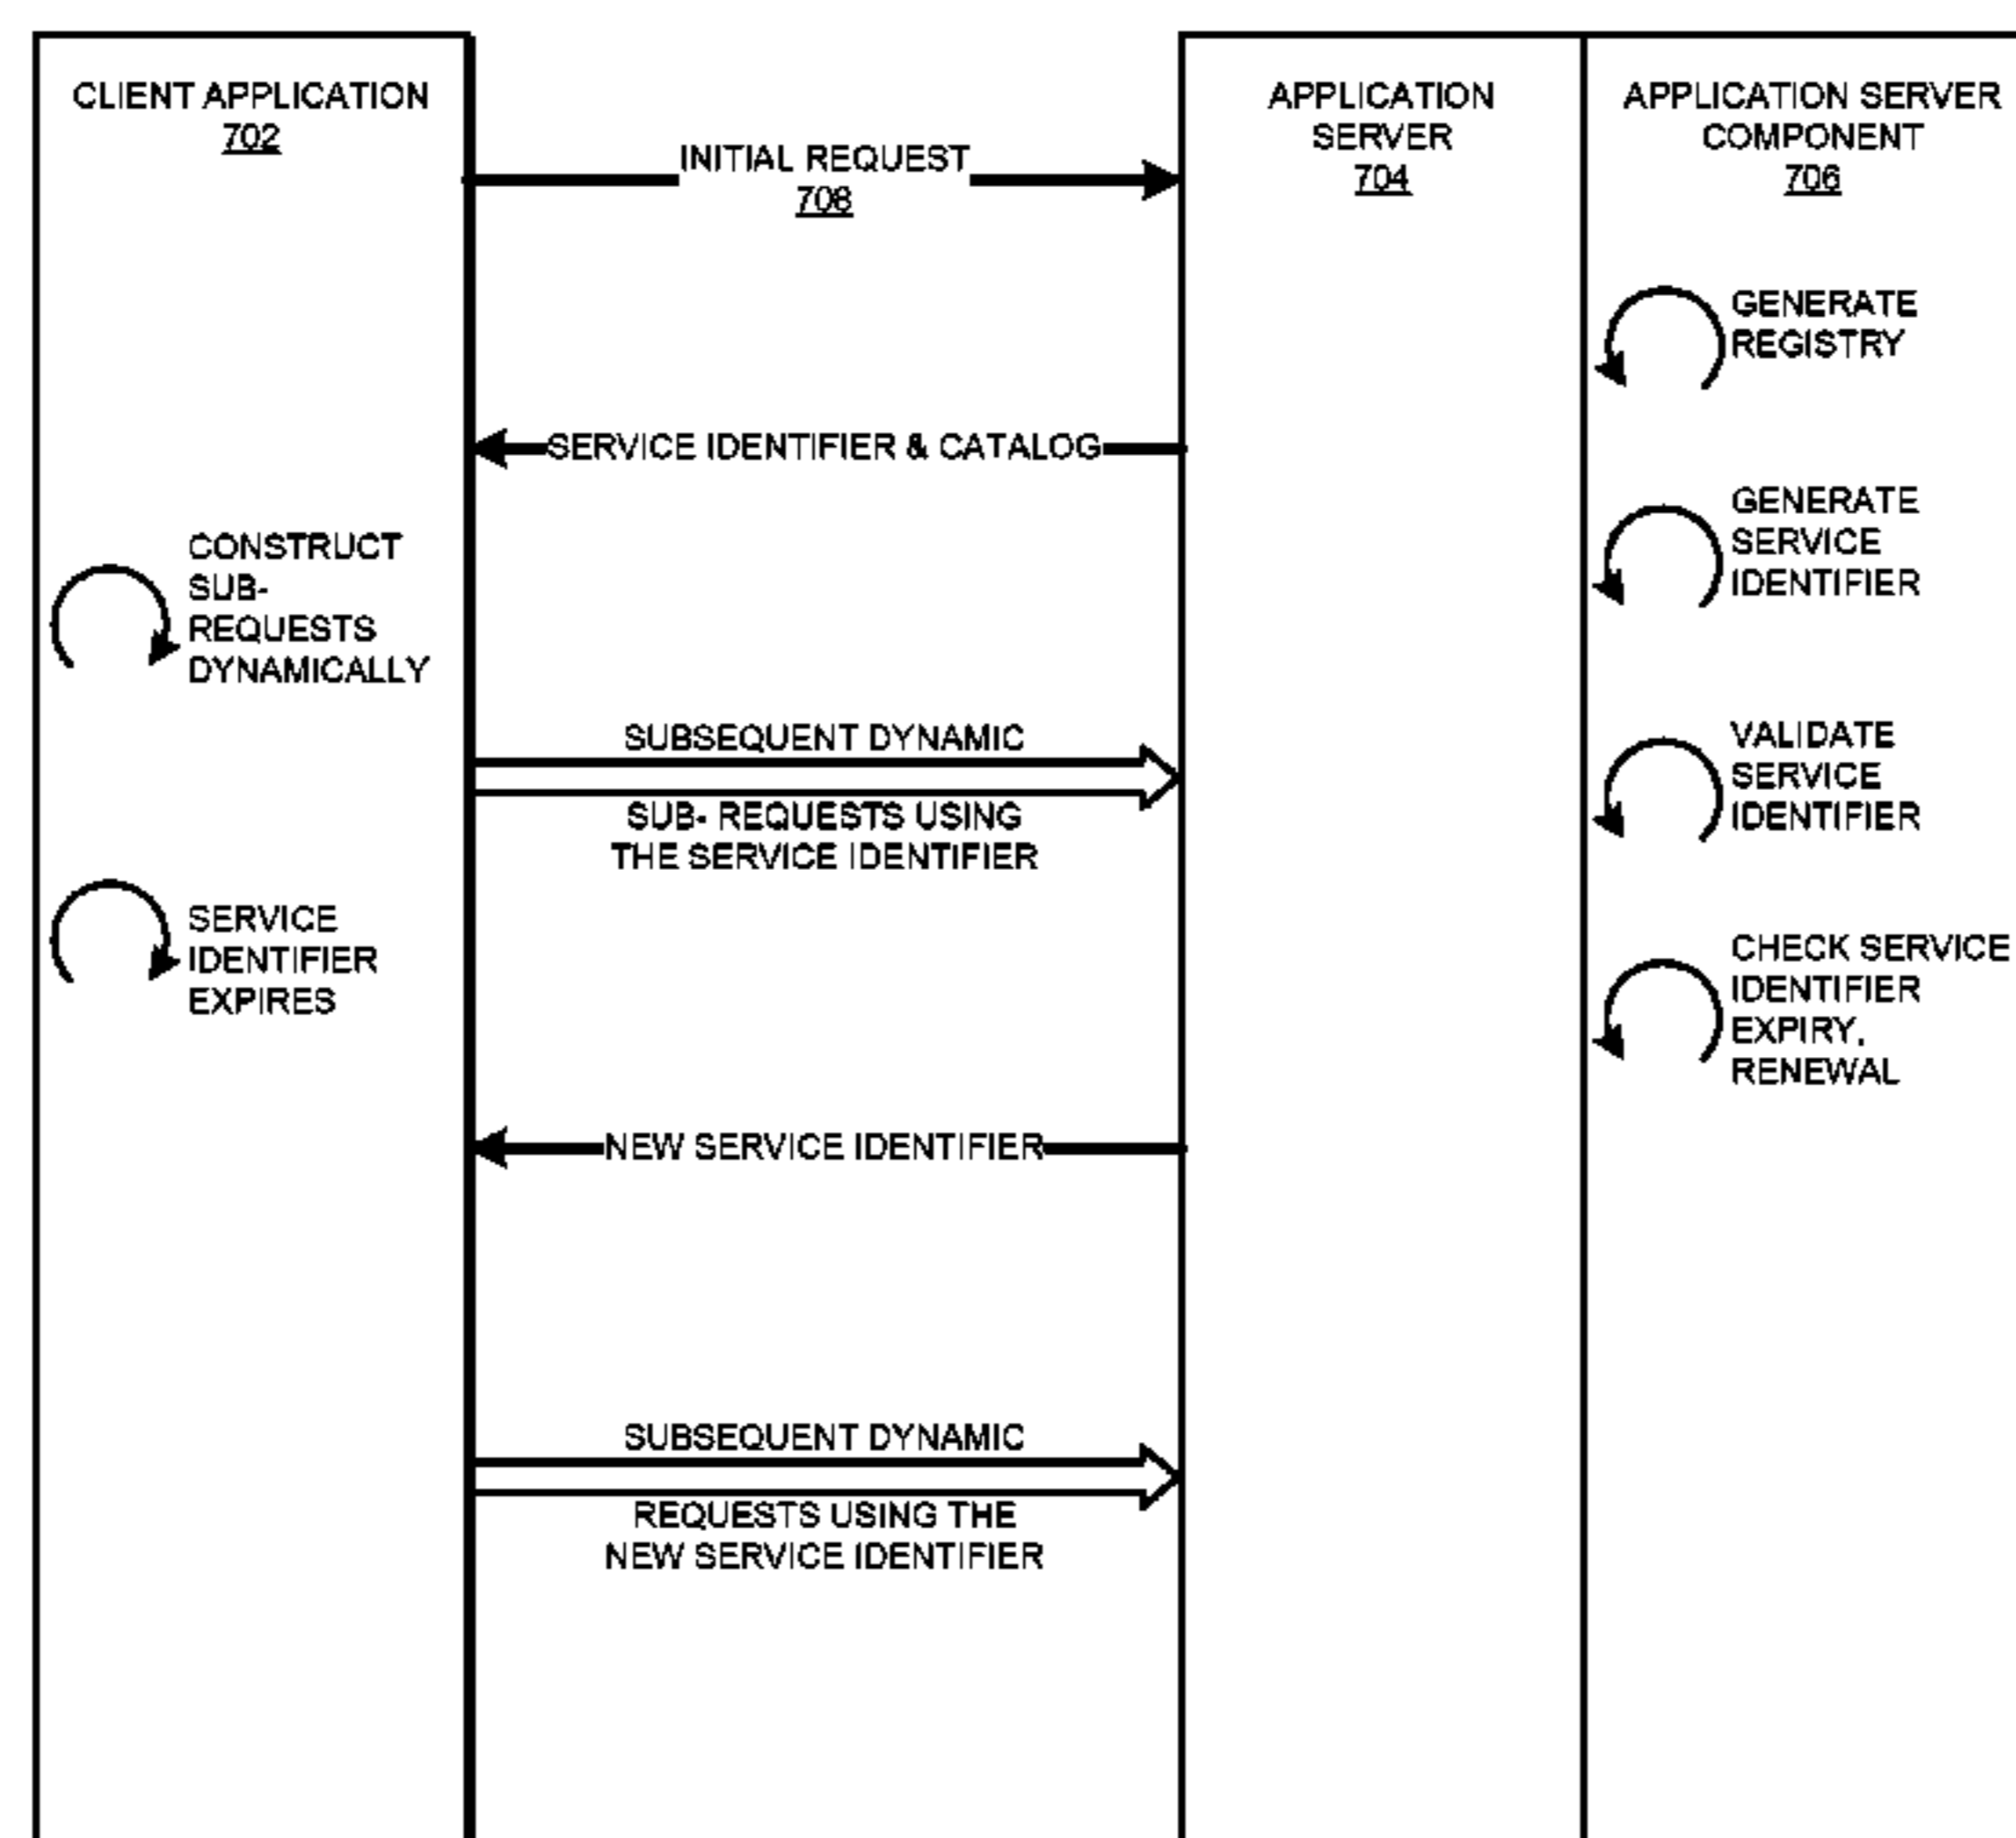 CLIENT APPLICATION
702
INITIAL REQUEST
708
APPLICATION
SERVER
704
APPLICATION SERVER
COMPONENT
706
GENERATE
REGISTRY
SERVICE IDENTIFIER & CATALOG
GENERATE
SERVICE
IDENTIFIER
CONSTRUCT
SUB-
REQUESTS
DYNAMICALLY
SUBSEQUENT DYNAMIC
SUB- REQUESTS USING
THE SERVICE IDENTIFIER
VALIDATE
SERVICE
IDENTIFIER
SERVICE
IDENTIFIER
EXPIRES
CHECK SERVICE
IDENTIFIER
EXPIRY,
RENEWAL
NEW SERVICE IDENTIFIER
SUBSEQUENT DYNAMIC
REQUESTS USING THE
NEW SERVICE IDENTIFIER